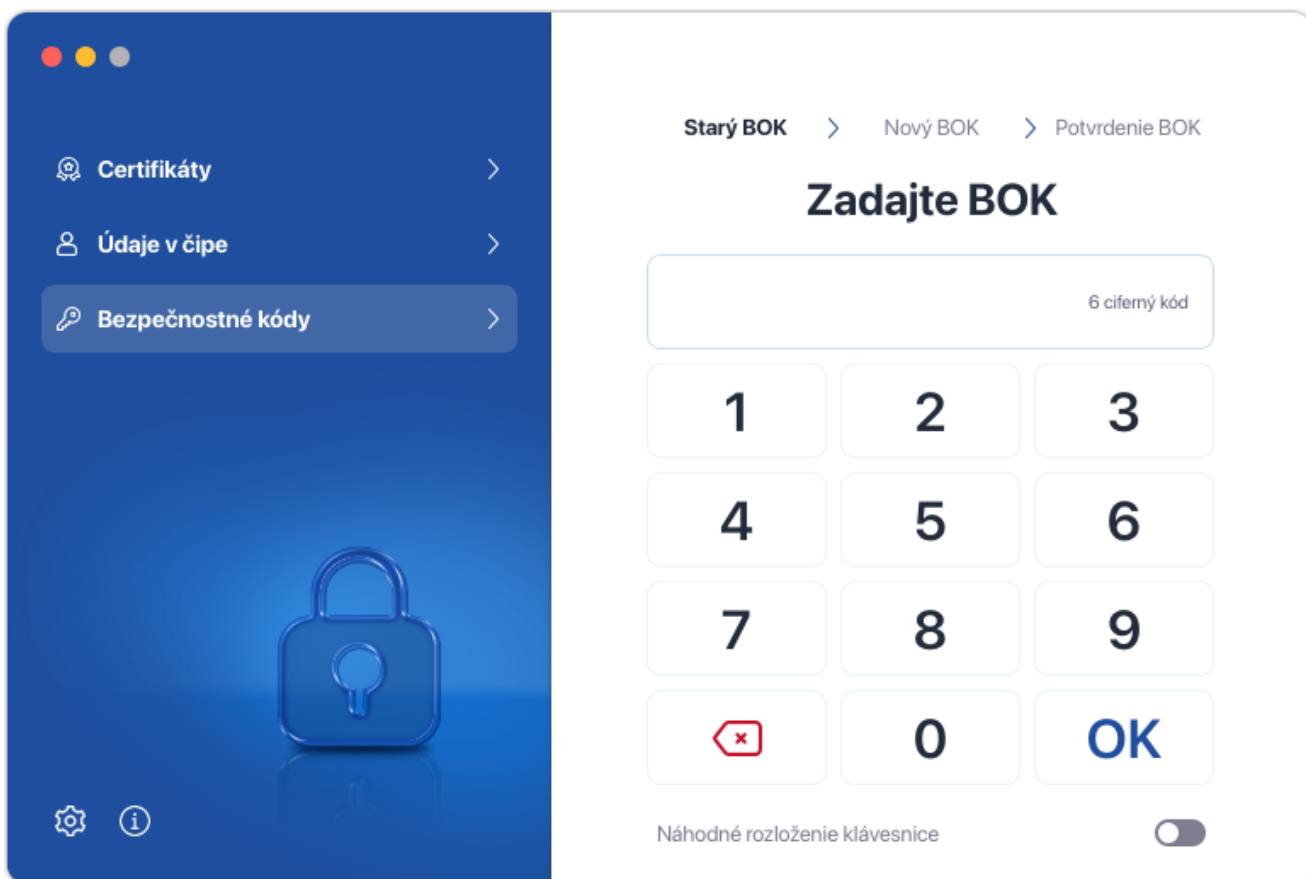 Certifikáty
Údaje v čipe
Bezpečnostné kódy
Starý BOK > Nový BOK > Potvrdenie BOK
Zadajte BOK
6 ciferný kód
1 2 3
4 5 6
7 8 9
0 OK
Náhodné rozloženie klávesnice